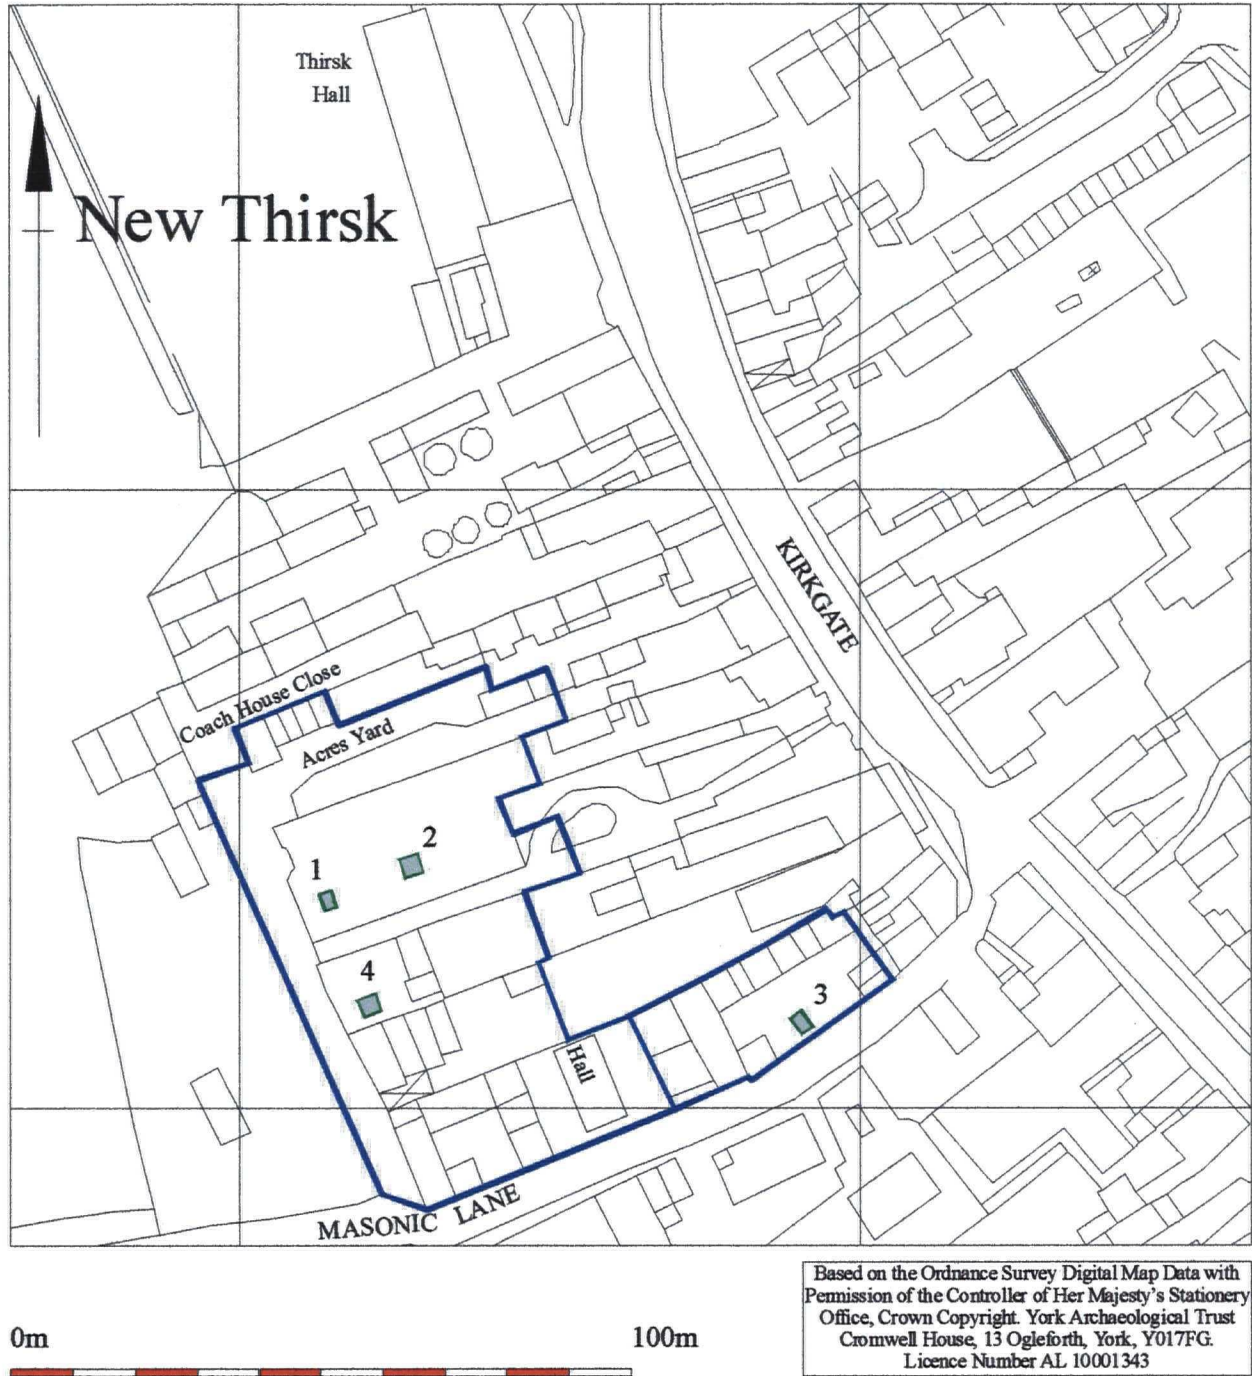 Thirsk
Hall
New Thirsk
KIRKGATE
Coach House Close
Acres Yard
1
2
4
3
Hall
MASONIC LANE
0m
100m
Based on the Ordnance Survey Digital Map Data with
Permission of the Controller of Her Majesty's Stationery
Office, Crown Copyright. York Archaeological Trust
Cromwell House, 13 Ogleforth, York, YO17FG.
Licence Number AL 10001343